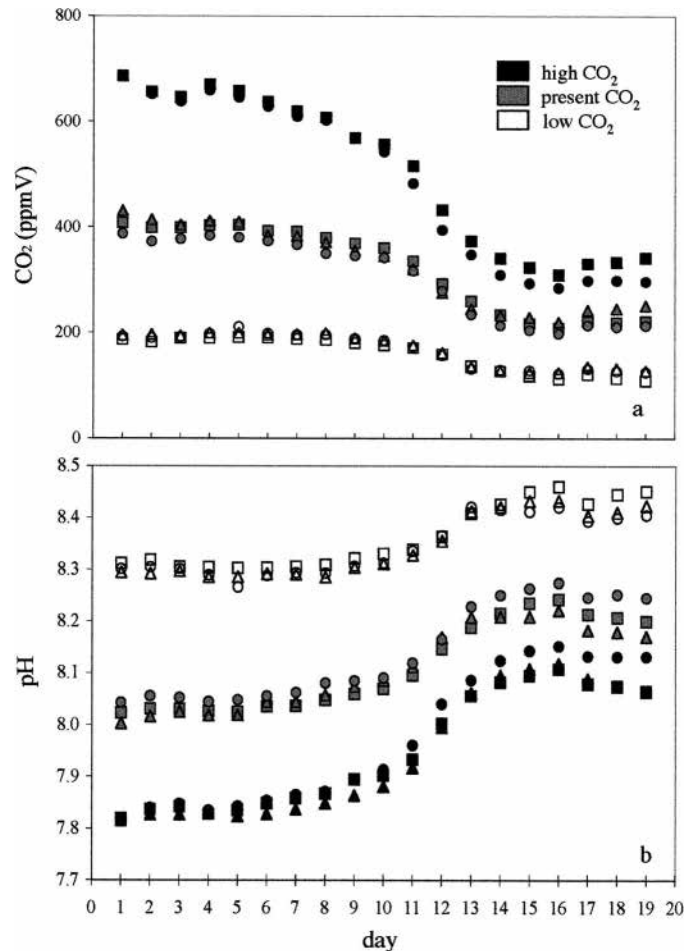 800
600
400
200
0
CO₂ (ppmV)
high CO₂
present CO₂
low CO₂
a
8.5
8.4
8.3
8.2
8.1
8.0
7.9
7.8
7.7
pH
b
0 1 2 3 4 5 6 7 8 9 10 11 12 13 14 15 16 17 18 19 20
day